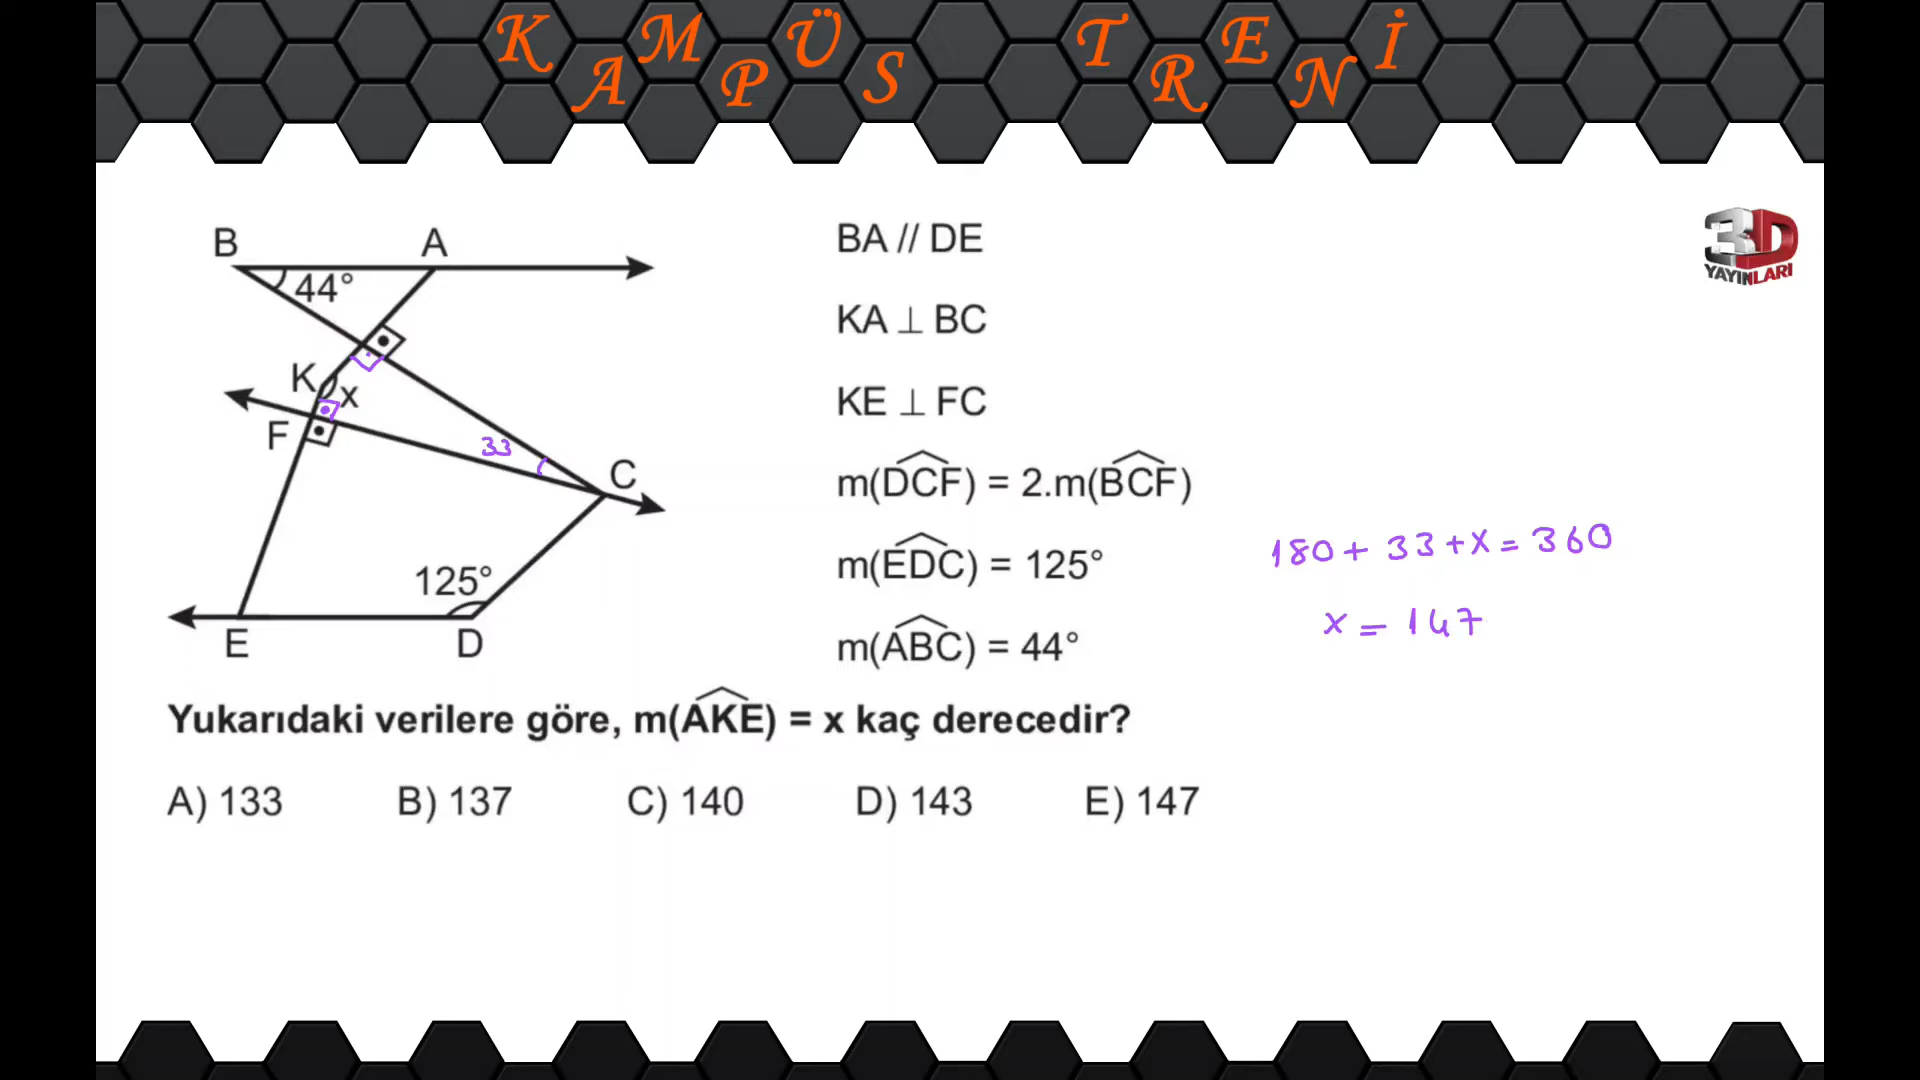 KAMPÜS TRENİ
3D
YAYINLARI
B A
44°
K x
F
33
C
125°
E D
BA // DE
KA ⊥ BC
KE ⊥ FC
m(DCF) = 2.m(BCF)
m(EDC) = 125°
m(ABC) = 44°
180 + 33 + x = 360
x = 147
Yukarıdaki verilere göre, m(AKE) = x kaç derecedir?
A) 133 B) 137 C) 140 D) 143 E) 147